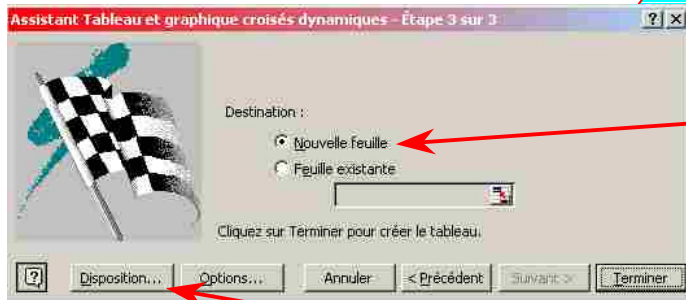 Assistant Tableau et graphique croisés dynamiques - Étape 3 sur 3
Destination :
Nouvelle feuille
Feuille existante
Cliquez sur Terminer pour créer le tableau.
Disposition... Options... Annuler < Précédent Suivant > Terminer